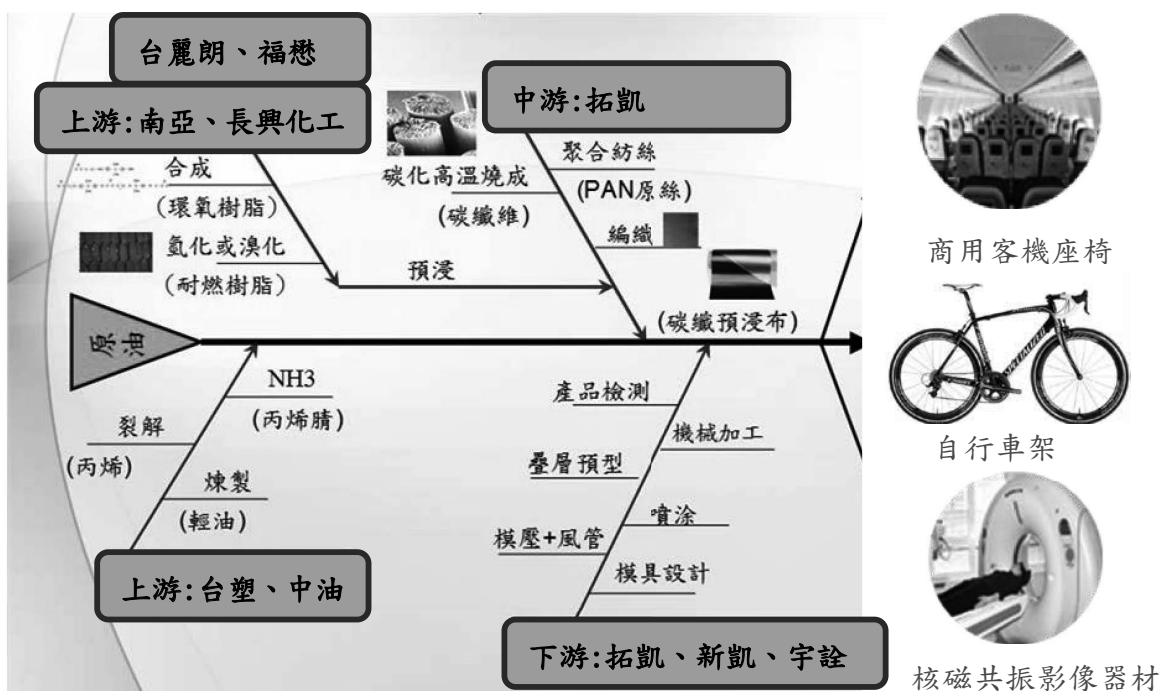 台麗朗、福懋
上游:南亞、長興化工
合成
(環氧樹脂)
氫化或溴化
(耐燃樹脂)
預浸
中游:拓凱
碳化高溫燒成
(碳纖維)
聚合紡絲
(PAN原絲)
編織
(碳纖預浸布)
原油
NH3
(丙烯腈)
裂解
(丙烯)
煉製
(輕油)
上游:台塑、中油
產品檢測
機械加工
疊層預型
噴涂
模壓+風管
模具設計
下游:拓凱、新凱、宇詮
商用客機座椅
SPECIALIZED
自行車架
核磁共振影像器材